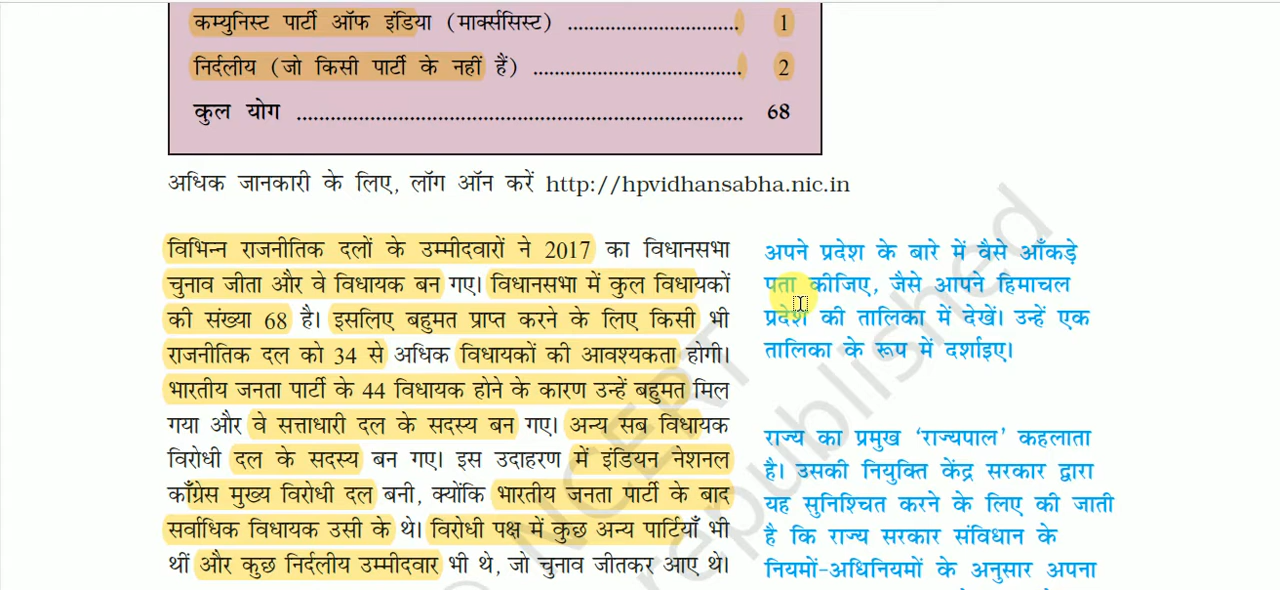 कम्युनिस्ट पार्टी ऑफ इंडिया (मार्क्ससिस्ट) ................................. 1
निर्दलीय (जो किसी पार्टी के नहीं हैं) ........................................ 2
कुल योग ................................................................................ 68
अधिक जानकारी के लिए, लॉग ऑन करें http://hpvidhansabha.nic.in
विभिन्न राजनीतिक दलों के उम्मीदवारों ने 2017 का विधानसभा
चुनाव जीता और वे विधायक बन गए। विधानसभा में कुल विधायकों
की संख्या 68 है। इसलिए बहुमत प्राप्त करने के लिए किसी भी
राजनीतिक दल को 34 से अधिक विधायकों की आवश्यकता होगी।
भारतीय जनता पार्टी के 44 विधायक होने के कारण उन्हें बहुमत मिल
गया और वे सत्ताधारी दल के सदस्य बन गए। अन्य सब विधायक
विरोधी दल के सदस्य बन गए। इस उदाहरण में इंडियन नेशनल
काँग्रेस मुख्य विरोधी दल बनी, क्योंकि भारतीय जनता पार्टी के बाद
सर्वाधिक विधायक उसी के थे। विरोधी पक्ष में कुछ अन्य पार्टियाँ भी
थीं और कुछ निर्दलीय उम्मीदवार भी थे, जो चुनाव जीतकर आए थे।
अपने प्रदेश के बारे में वैसे आँकड़े
पता कीजिए, जैसे आपने हिमाचल
प्रदेश की तालिका में देखें। उन्हें एक
तालिका के रूप में दर्शाइए।
राज्य का प्रमुख ‘राज्यपाल’ कहलाता
है। उसकी नियुक्ति केंद्र सरकार द्वारा
यह सुनिश्चित करने के लिए की जाती
है कि राज्य सरकार संविधान के
नियमों-अधिनियमों के अनुसार अपना
© NCERT
republished